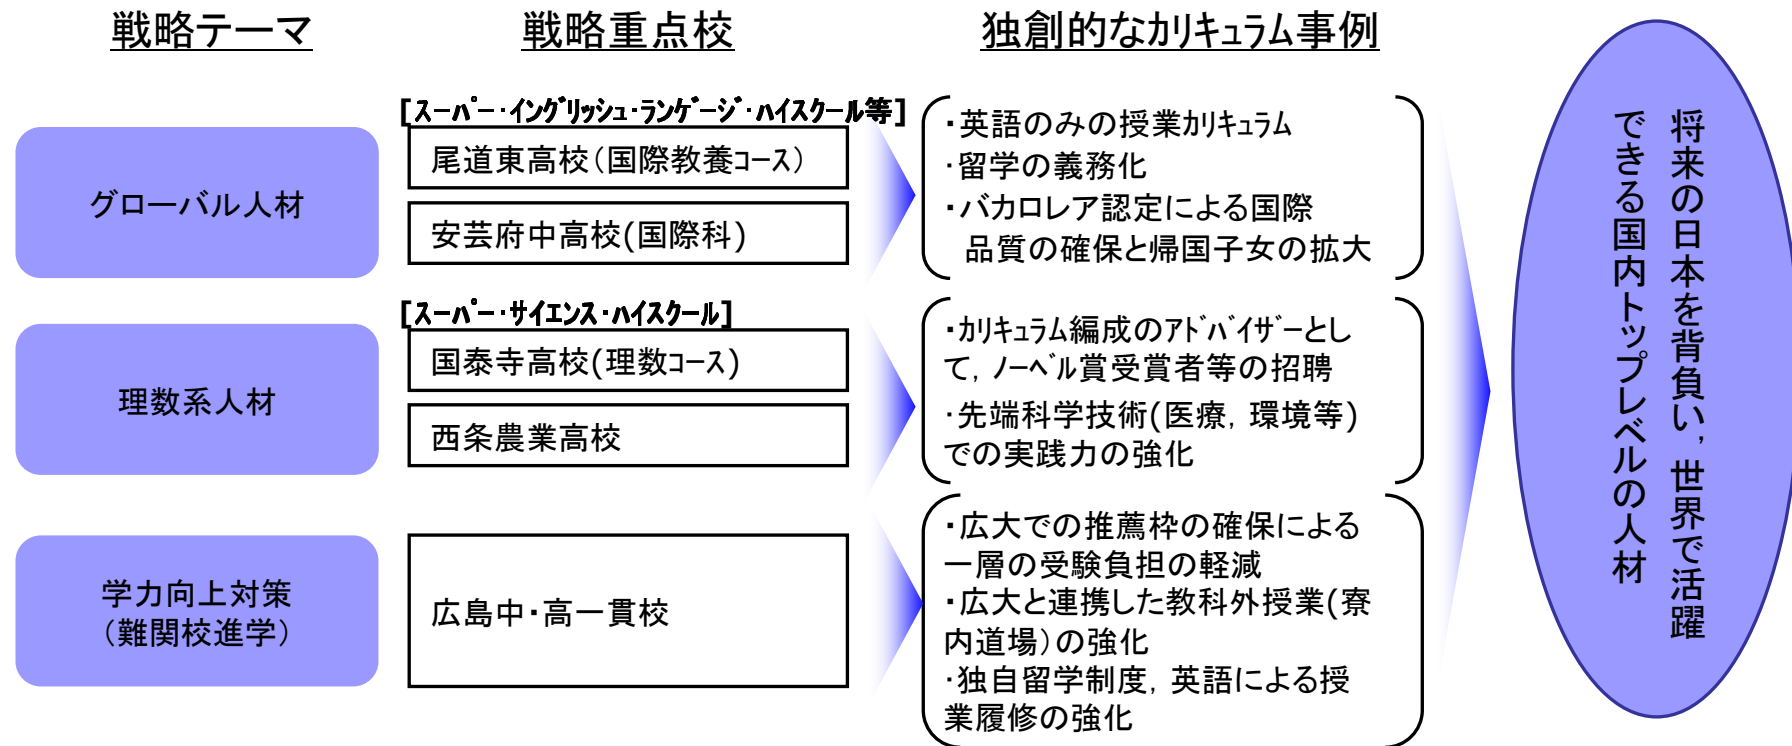 戦略テーマ
戦略重点校
独創的なカリキュラム事例
グローバル人材
[スーパー・イングリッシュ・ランゲージ・ハイスクール等]
尾道東高校(国際教養コース)
安芸府中高校(国際科)
・英語のみの授業カリキュラム
・留学の義務化
・バカロレア認定による国際
品質の確保と帰国子女の拡大
理数系人材
[スーパー・サイエンス・ハイスクール]
国泰寺高校(理数コース)
西条農業高校
・カリキュラム編成のアドバイザーとし
て,ノーベル賞受賞者等の招聘
・先端科学技術(医療,環境等)
での実践力の強化
学力向上対策
(難関校進学)
広島中・高一貫校
・広大での推薦枠の確保による
一層の受験負担の軽減
・広大と連携した教科外授業(寮
内道場)の強化
・独自留学制度,英語による授
業履修の強化
将来の日本を背負い,世界で活躍
できる国内トップレベルの人材